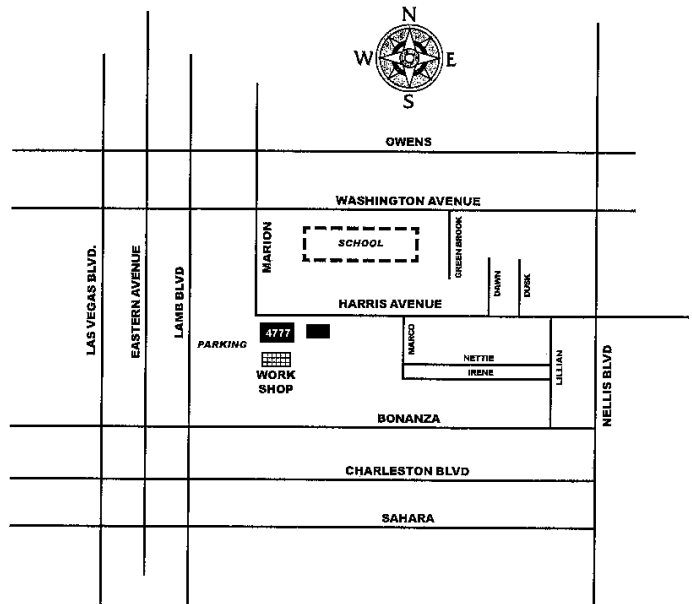 N
W E
S
OWENS
WASHINGTON AVENUE
LAS VEGAS BLVD.
EASTERN AVENUE
LAMB BLVD
MARION
SCHOOL
GREEN BROOK
DAWN
DUSK
HARRIS AVENUE
PARKING
4777
WORK
SHOP
MARCO
NETTIE
IRENE
LILLIAN
NELLIS BLVD
BONANZA
CHARLESTON BLVD
SAHARA